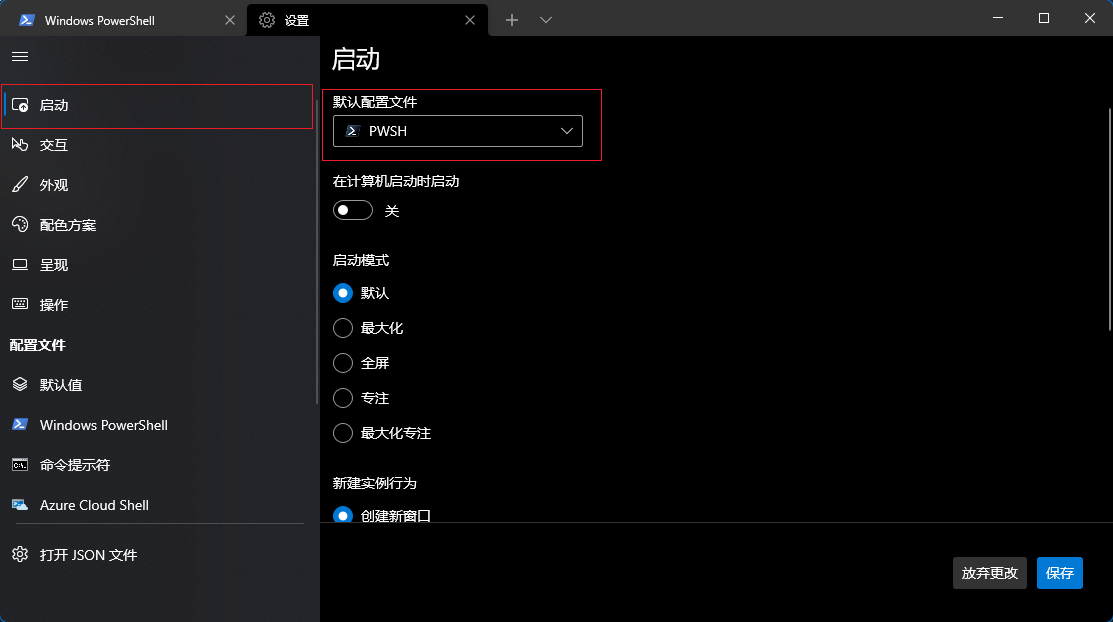 Windows PowerShell
设置
启动
交互
外观
配色方案
呈现
操作
配置文件
默认值
Windows PowerShell
命令提示符
Azure Cloud Shell
打开 JSON 文件
启动
默认配置文件
PWSH
在计算机启动时启动
关
启动模式
默认
最大化
全屏
专注
最大化专注
新建实例行为
创建新窗口
放弃更改
保存